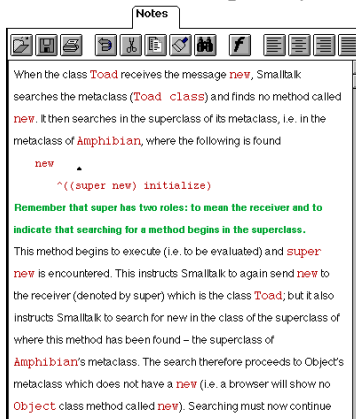 Notes
f
When the class Toad receives the message new, Smalltalk
searches the metaclass (Toad class) and finds no method called
new. It then searches in the superclass of its metaclass, i.e. in the
metaclass of Amphibian, where the following is found
new
^((super new) initialize)
Remember that super has two roles: to mean the receiver and to
indicate that searching for a method begins in the superclass.
This method begins to execute (i.e. to be evaluated) and super
new is encountered. This instructs Smalltalk to again send new to
the receiver (denoted by super) which is the class Toad; but it also
instructs Smalltalk to search for new in the class of the superclass of
where this method has been found – the superclass of
Amphibian's metaclass. The search therefore proceeds to Object's
metaclass which does not have a new (i.e. a browser will show no
Object class method called new). Searching must now continue